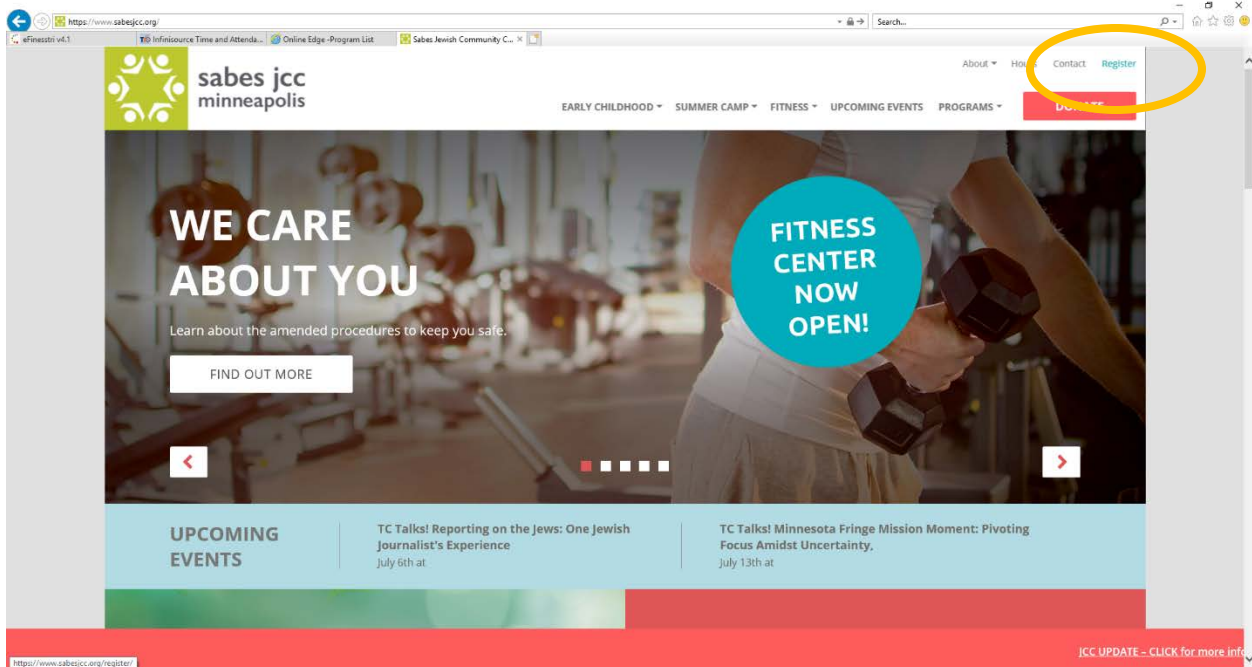 https://www.sabesjcc.org/
Search...
eFinesstri v4.1
Infinisource Time and Attenda...
Online Edge -Program List
Sabes Jewish Community C...
sabes jcc
minneapolis
About
Contact
Register
EARLY CHILDHOOD
SUMMER CAMP
FITNESS
UPCOMING EVENTS
PROGRAMS
WE CARE
ABOUT YOU
Learn about the amended procedures to keep you safe.
FIND OUT MORE
FITNESS
CENTER
NOW
OPEN!
UPCOMING
EVENTS
TC Talks! Reporting on the Jews: One Jewish
Journalist's Experience
July 6th at
TC Talks! Minnesota Fringe Mission Moment: Pivoting
Focus Amidst Uncertainty,
July 13th at
JCC UPDATE – CLICK for more info
https://www.sabesjcc.org/register/